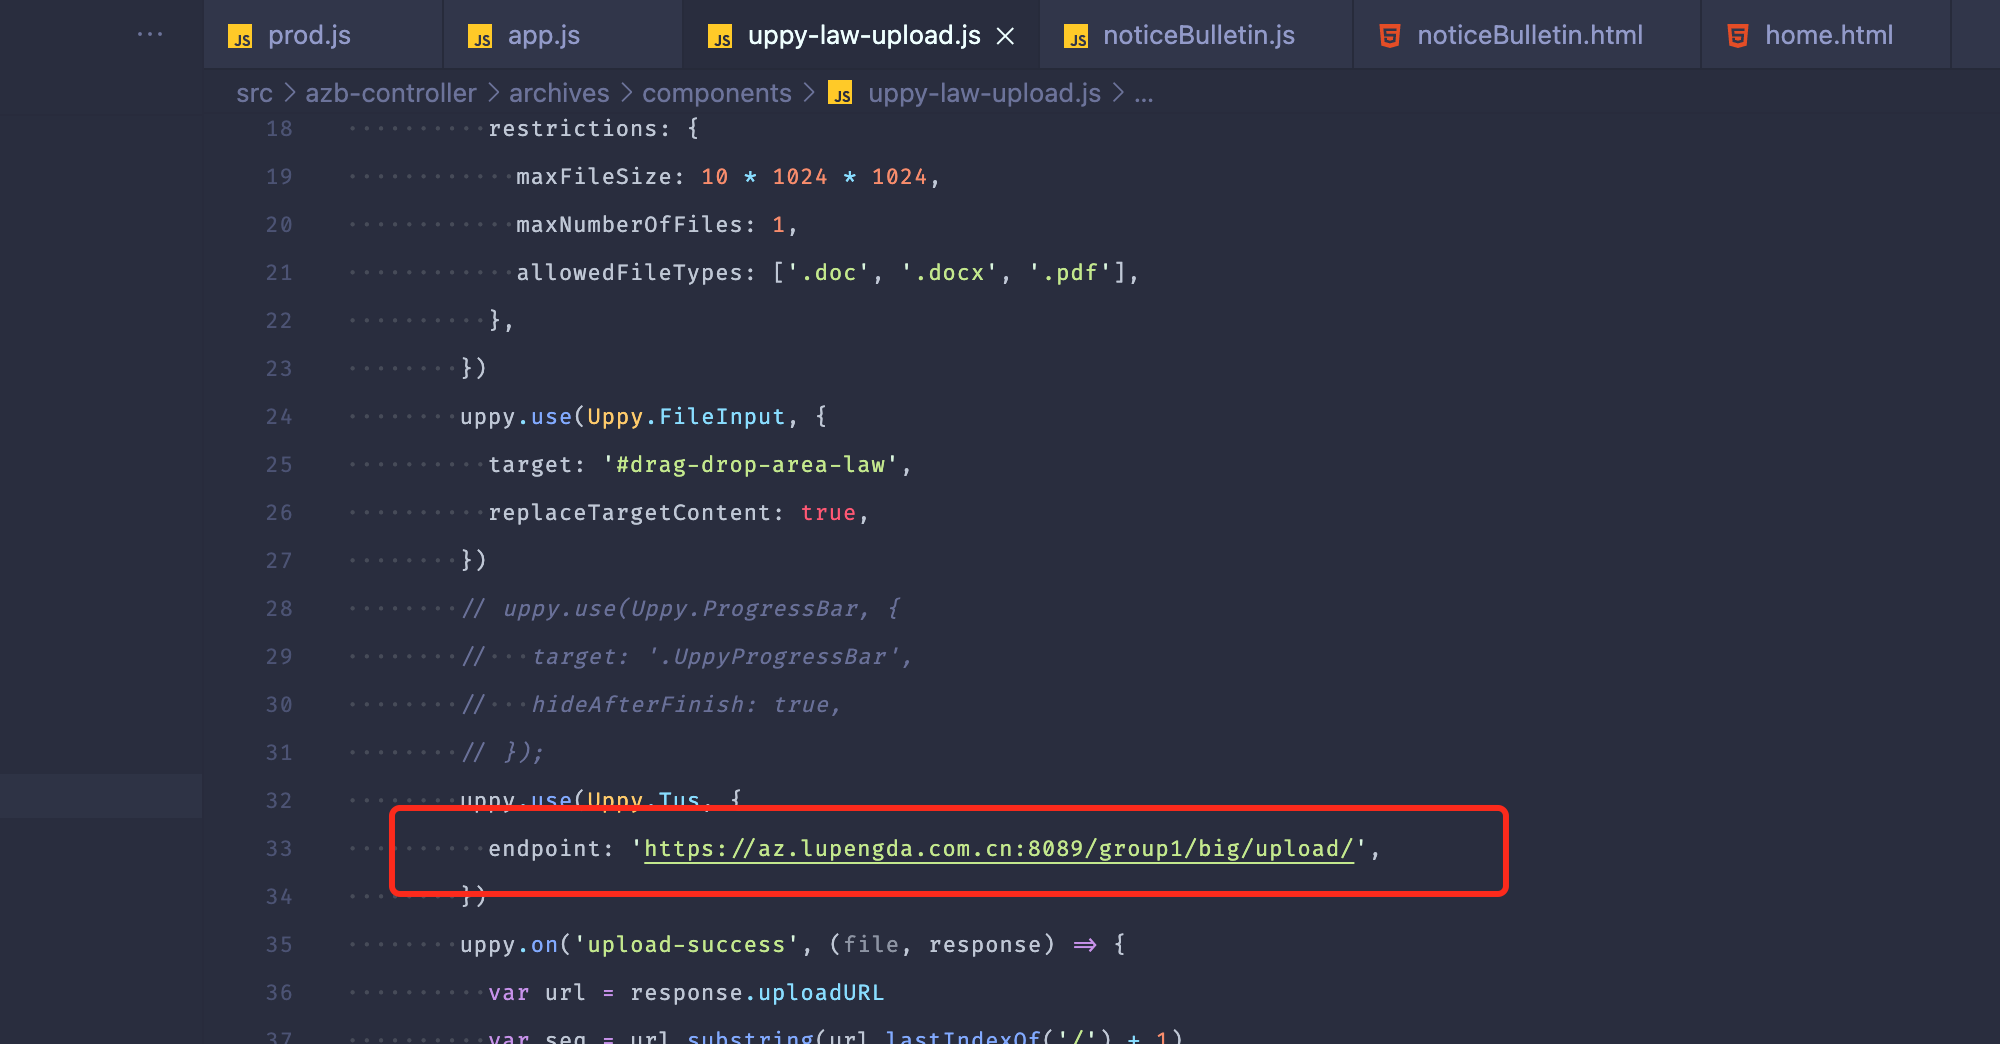 ··· JS prod.js JS app.js JS uppy-law-upload.js × JS noticeBulletin.js noticeBulletin.html home.html
src > azb-controller > archives > components > JS uppy-law-upload.js > ...
18 restrictions: {
19 maxFileSize: 10 * 1024 * 1024,
20 maxNumberOfFiles: 1,
21 allowedFileTypes: ['.doc', '.docx', '.pdf'],
22 },
23 })
24 uppy.use(Uppy.FileInput, {
25 target: '#drag-drop-area-law',
26 replaceTargetContent: true,
27 })
28 // uppy.use(Uppy.ProgressBar, {
29 //   target: '.UppyProgressBar',
30 //   hideAfterFinish: true,
31 // });
32 uppy.use(Uppy.Tus, {
33 endpoint: 'https://az.lupengda.com.cn:8089/group1/big/upload/',
34 })
35 uppy.on('upload-success', (file, response) => {
36 var url = response.uploadURL
37 var seq = url.substring(url.lastIndexOf('/') + 1)